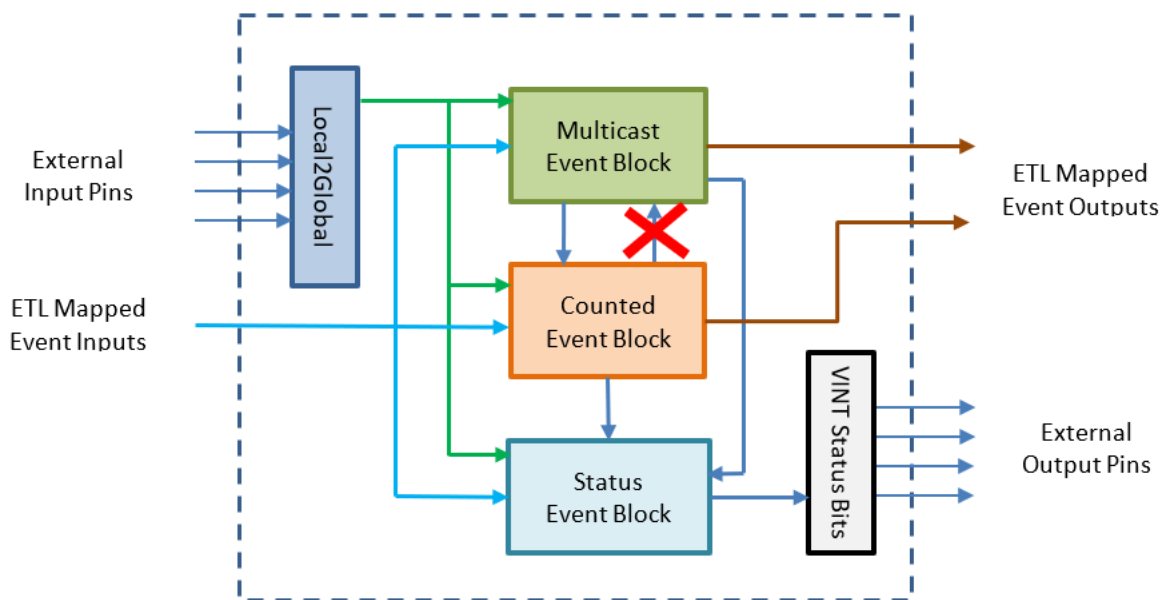 External
Input Pins
ETL Mapped
Event Inputs
Local2Global
Multicast
Event Block
Counted
Event Block
Status
Event Block
VINT Status Bits
ETL Mapped
Event Outputs
External
Output Pins